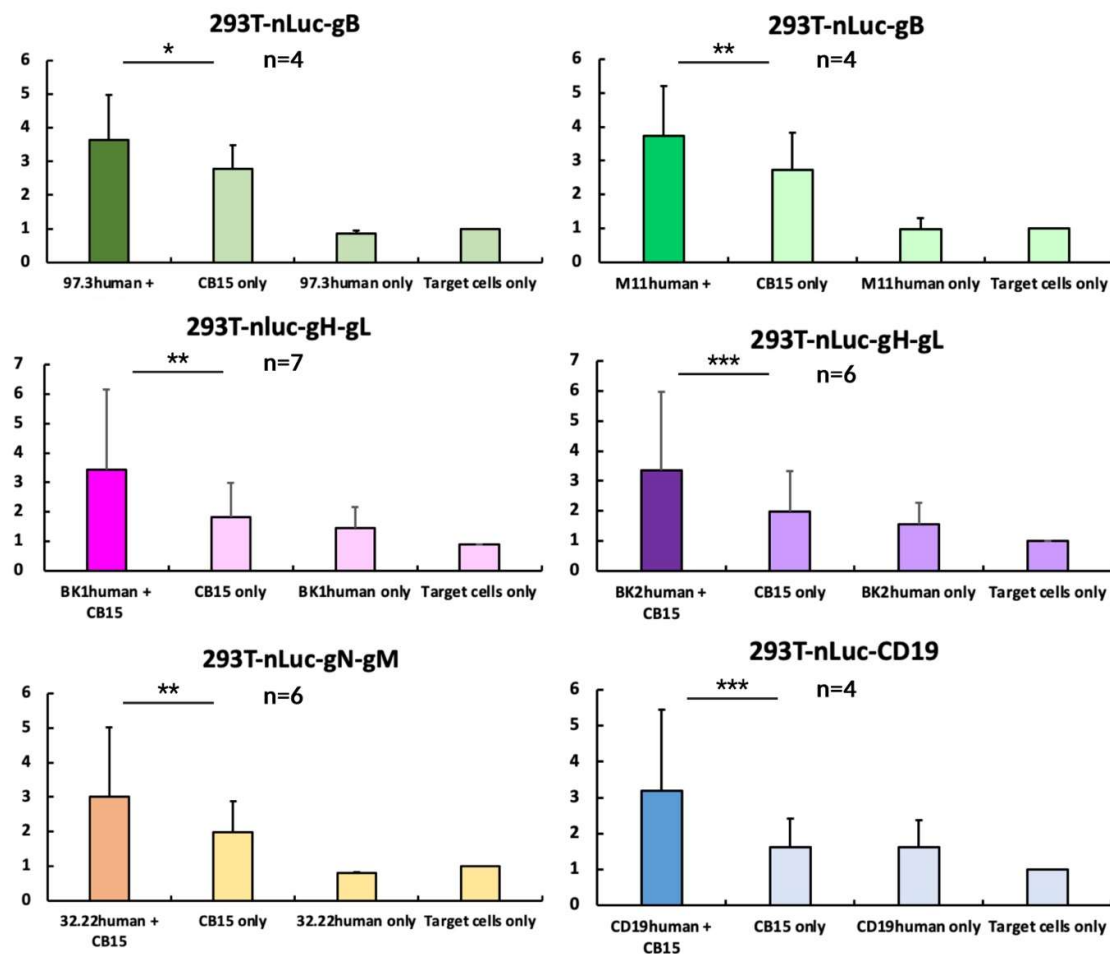 293T-nLuc-gB
*
n=4
6
5
4
3
2
1
0
97.3human + CB15 only 97.3human only Target cells only
293T-nLuc-gB
**
n=4
6
5
4
3
2
1
0
M11human + CB15 only M11human only Target cells only
293T-nluc-gH-gL
**
n=7
7
6
5
4
3
2
1
0
BK1human + CB15 only BK1human only Target cells only
CB15
293T-nLuc-gH-gL
***
n=6
7
6
5
4
3
2
1
0
BK2human + CB15 only BK2human only Target cells only
CB15
293T-nLuc-gN-gM
**
n=6
6
5
4
3
2
1
0
32.22human + CB15 only 32.22human only Target cells only
CB15
293T-nLuc-CD19
***
n=4
6
5
4
3
2
1
0
CD19human + CB15 only CD19human only Target cells only
CB15